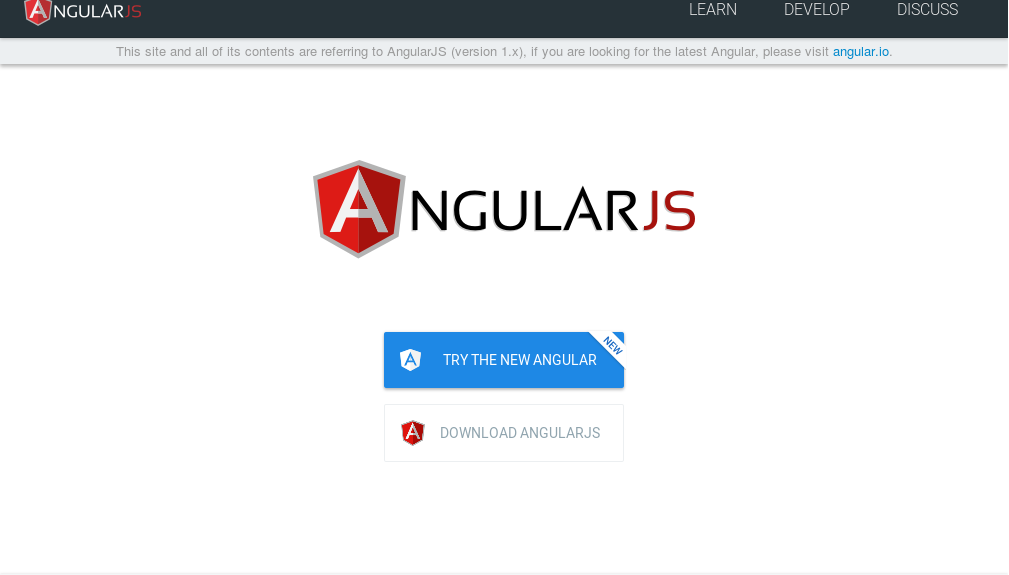 ANGULARJS
LEARN DEVELOP DISCUSS
This site and all of its contents are referring to AngularJS (version 1.x), if you are looking for the latest Angular, please visit angular.io.
ANGULARJS
TRY THE NEW ANGULAR NEW
DOWNLOAD ANGULARJS